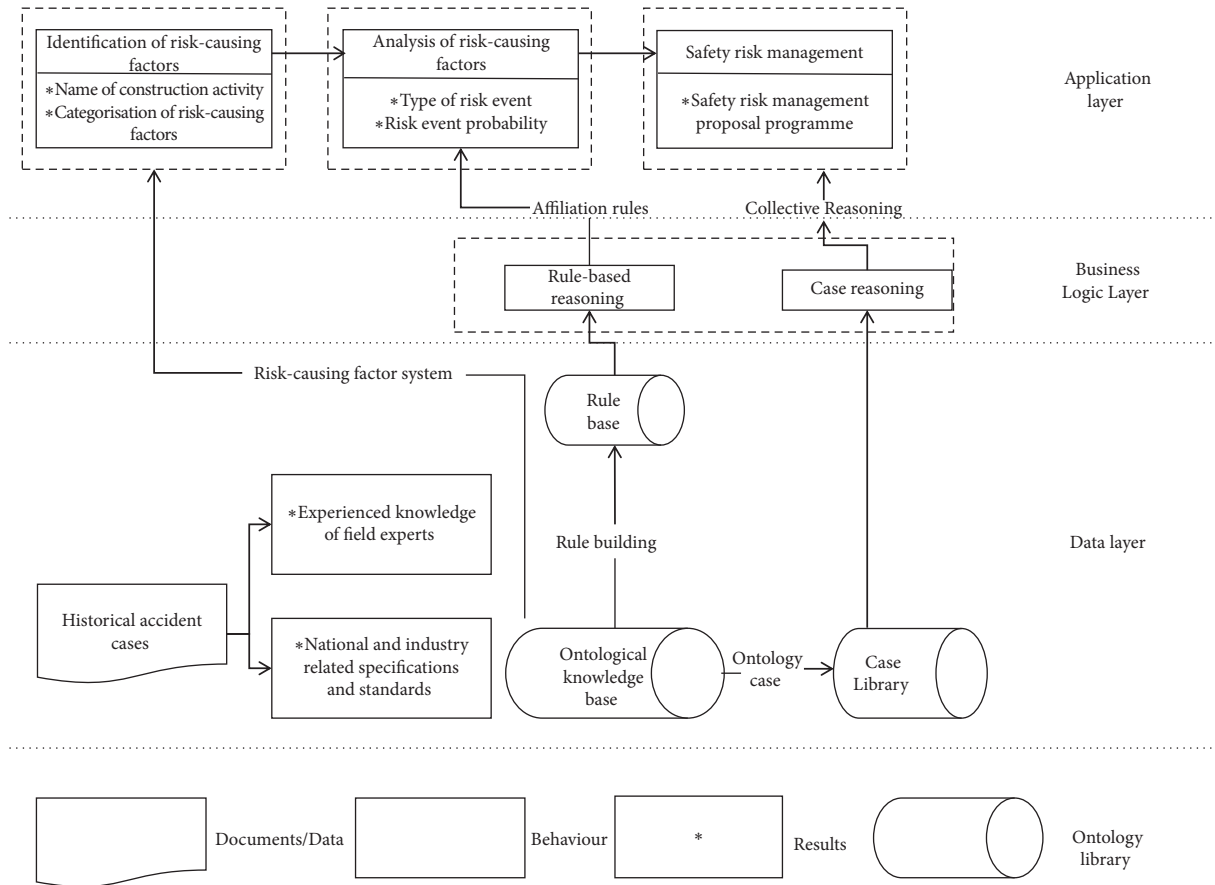 Identification of risk-causing
factors
*Name of construction activity
*Categorisation of risk-causing
factors
Analysis of risk-causing
factors
*Type of risk event
*Risk event probability
Safety risk management
*Safety risk management
proposal programme
Application
layer
Affiliation rules
Collective Reasoning
Rule-based
reasoning
Case reasoning
Business
Logic Layer
Risk-causing factor system
Rule
base
*Experienced knowledge
of field experts
Rule building
Data layer
Historical accident
cases
*National and industry
related specifications
and standards
Ontological
knowledge
base
Ontology
case
Case
Library
Documents/Data
Behaviour
*
Results
Ontology
library